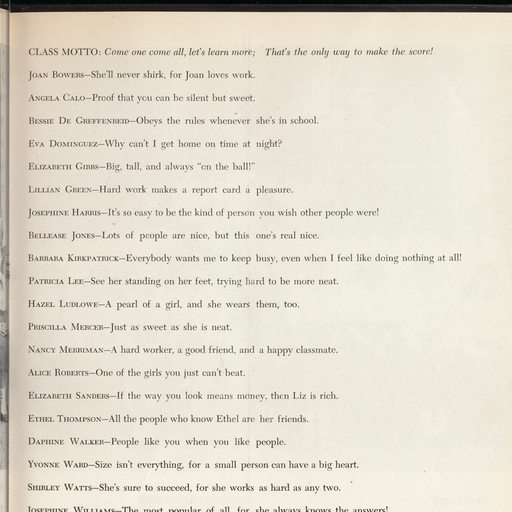 CLASS MOTTO: Come one come all, let's learn more; That's the only way to make the score!
Joan Bowers—She'll never shirk, for Joan loves work.
Angela Calo—Proof that you can be silent but sweet.
Bessie De Greffenreid—Obeys the rules whenever she's in school.
Eva Dominguez—Why can't I get home on time at night?
Elizabeth Gibbs—Big, tall, and always "on the ball!"
Lillian Green—Hard work makes a report card a pleasure.
Josephine Harris—It's so easy to be the kind of person you wish other people were!
Bellease Jones—Lots of people are nice, but this one's real nice.
Barbara Kirkpatrick—Everybody wants me to keep busy, even when I feel like doing nothing at all!
Patricia Lee—See her standing on her feet, trying hard to be more neat.
Hazel Ludlowe—A pearl of a girl, and she wears them, too.
Priscilla Mercer—Just as sweet as she is neat.
Nancy Merriman—A hard worker, a good friend, and a happy classmate.
Alice Roberts—One of the girls you just can't beat.
Elizabeth Sanders—If the way you look means money, then Liz is rich.
Ethel Thompson—All the people who know Ethel are her friends.
Daphine Walker—People like you when you like people.
Yvonne Ward—Size isn't everything, for a small person can have a big heart.
Shirley Watts—She's sure to succeed, for she works as hard as any two.
Josephine Williams—The most popular of all, for she always knows the answers!